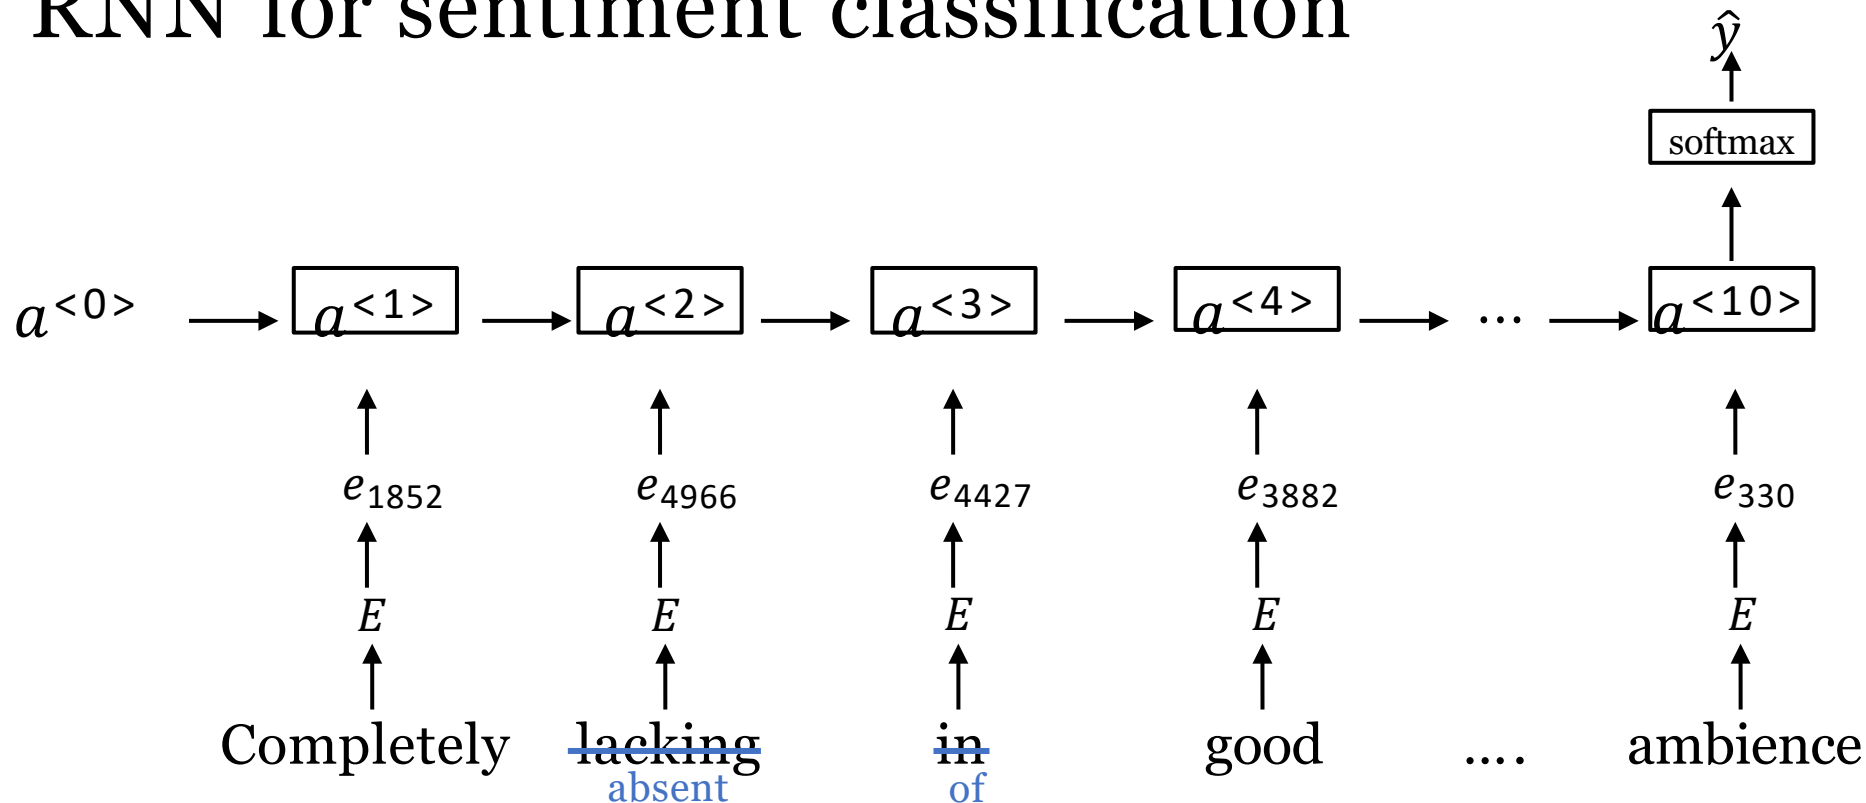 RNN for sentiment classification
ŷ
softmax
a<0> a<1> a<2> a<3> a<4> ... a<10>
e1852 e4966 e4427 e3882 e330
E E E E E
Completely lacking in good .... ambience
absent of